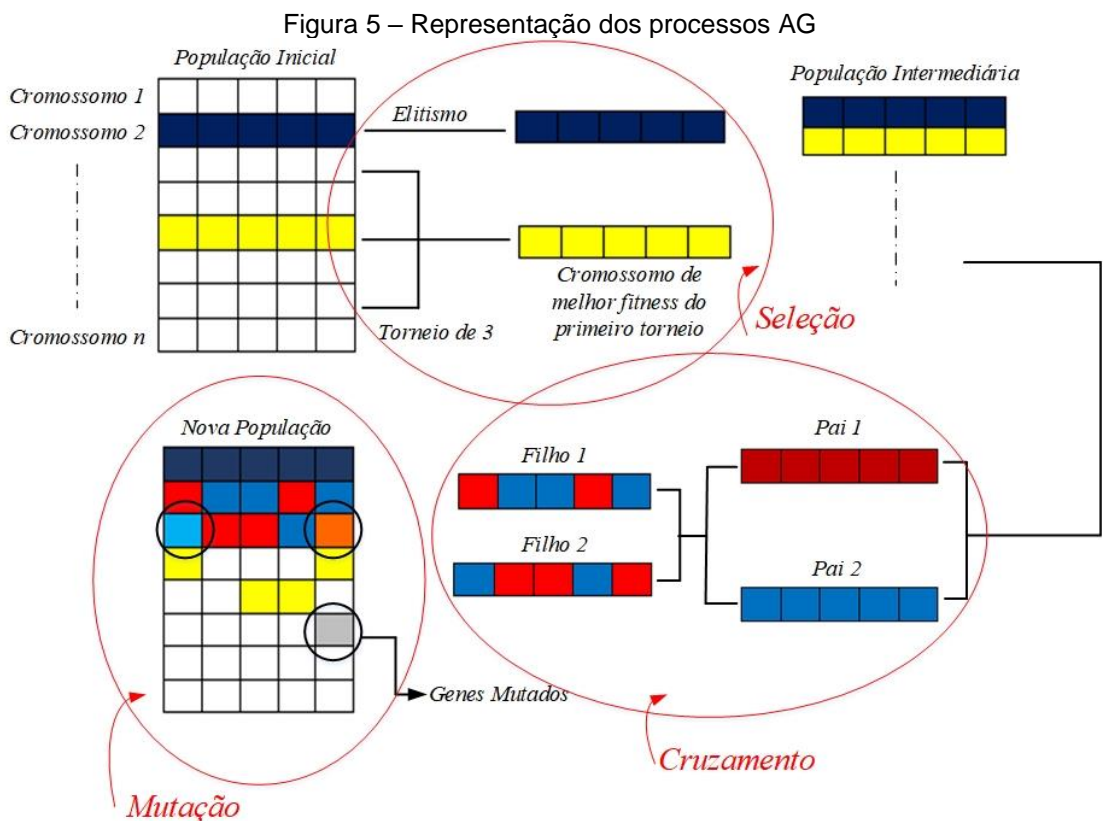 Figura 5 – Representação dos processos AG
População Inicial
Cromossomo 1
Cromossomo 2
Cromossomo n
Elitismo
Torneio de 3
Cromossomo de
melhor fitness do
primeiro torneio
População Intermediária
Seleção
Nova População
Genes Mutados
Mutação
Filho 1
Filho 2
Pai 1
Pai 2
Cruzamento